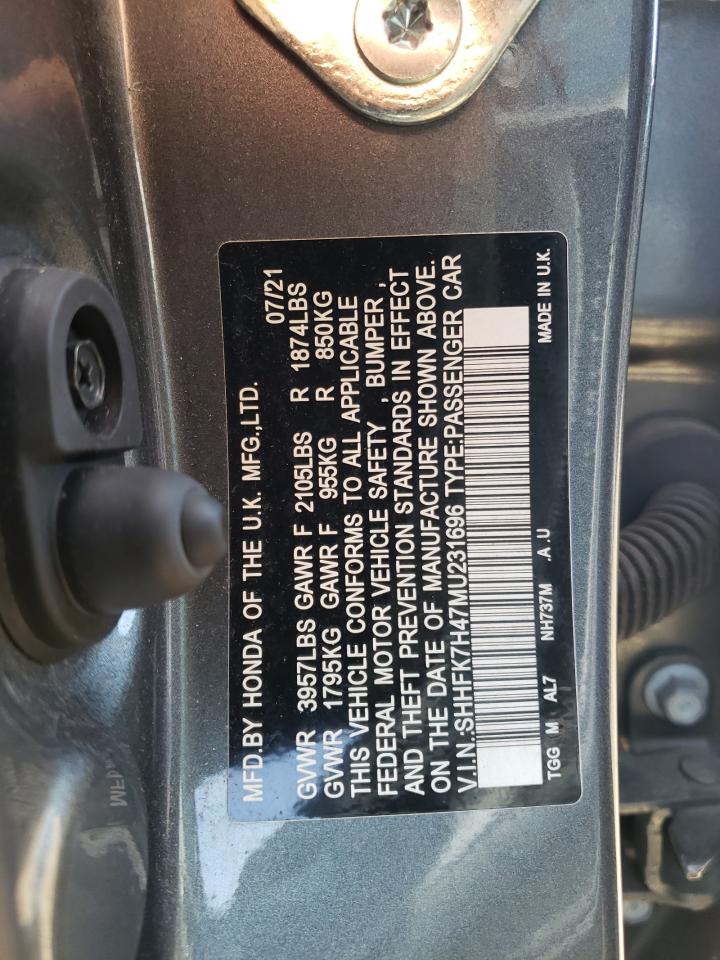 MFD.BY HONDA OF THE U.K. MFG.,LTD.
07/21
GVWR 3957LBS GAWR F 2105LBS R 1874LBS
GVWR 1795KG GAWR F 955KG R 850KG
THIS VEHICLE CONFORMS TO ALL APPLICABLE
FEDERAL MOTOR VEHICLE SAFETY , BUMPER ,
AND THEFT PREVENTION STANDARDS IN EFFECT
ON THE DATE OF MANUFACTURE SHOWN ABOVE.
V.I.N.:SHHFK7H47MU231696 TYPE:PASSENGER CAR
TGG M AL7 NH737M .A .U MADE IN U.K.